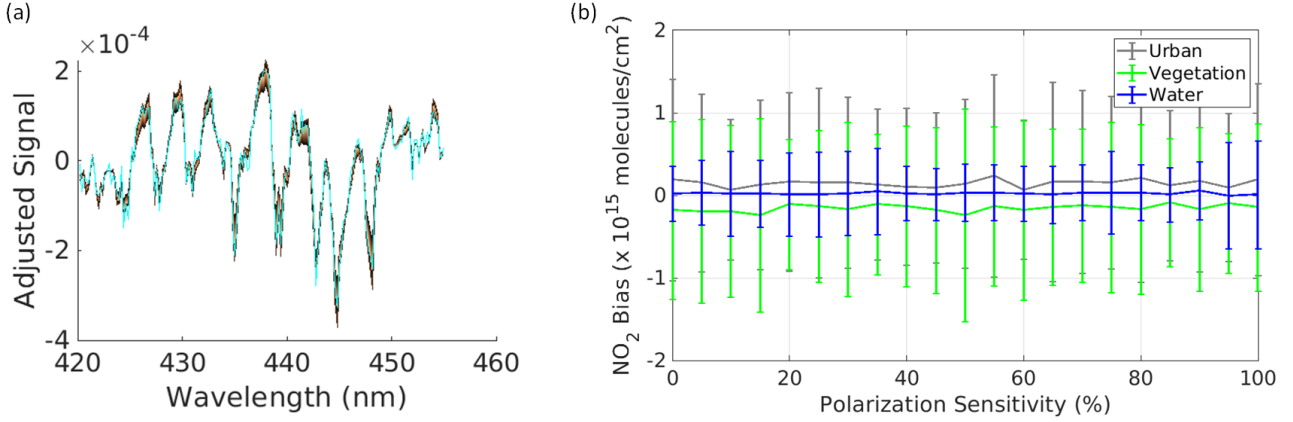 (a)
×10⁻⁴
2
0
-2
-4
Adjusted Signal
420 430 440 450 460
Wavelength (nm)
(b)
2
1
0
-1
-2
NO₂ Bias (x 10¹⁵ molecules/cm²)
Urban
Vegetation
Water
0 20 40 60 80 100
Polarization Sensitivity (%)